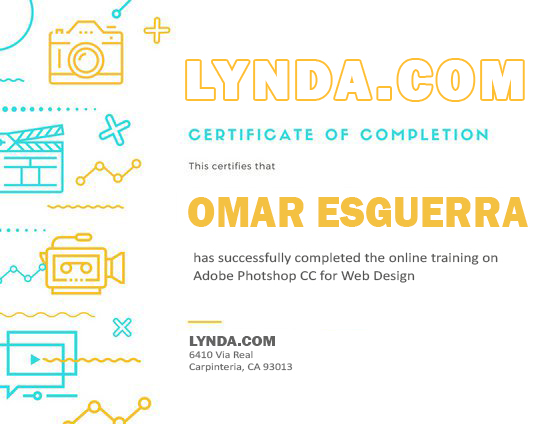 LYNDA.COM
CERTIFICATE OF COMPLETION
This certifies that
OMAR ESGUERRA
has successfully completed the online training on
Adobe Photshop CC for Web Design
LYNDA.COM
6410 Via Real
Carpinteria, CA 93013